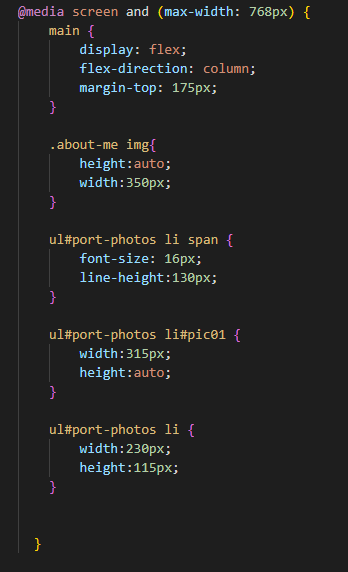 @media screen and (max-width: 768px) {
main {
display: flex;
flex-direction: column;
margin-top: 175px;
}
.about-me img{
height:auto;
width:350px;
}
ul#port-photos li span {
font-size: 16px;
line-height:130px;
}
ul#port-photos li#pic01 {
width:315px;
height:auto;
}
ul#port-photos li {
width:230px;
height:115px;
}
}